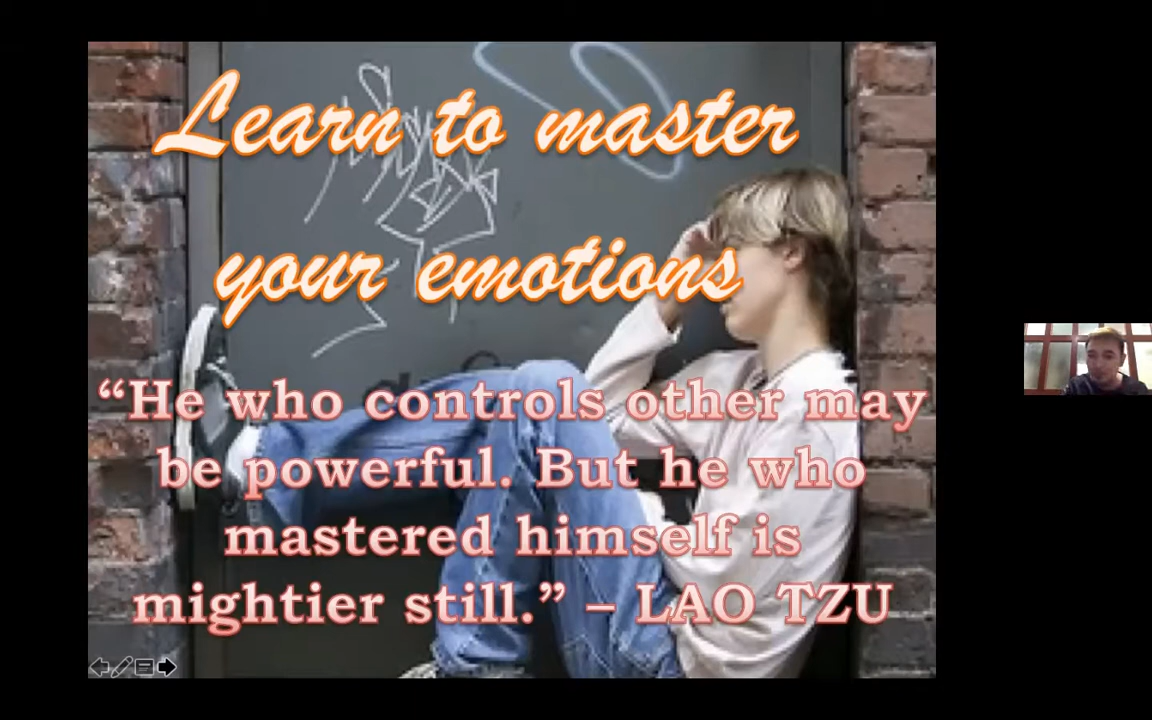 Learn to master
your emotions
“He who controls other may
be powerful. But he who
mastered himself is
mightier still.” – LAO TZU